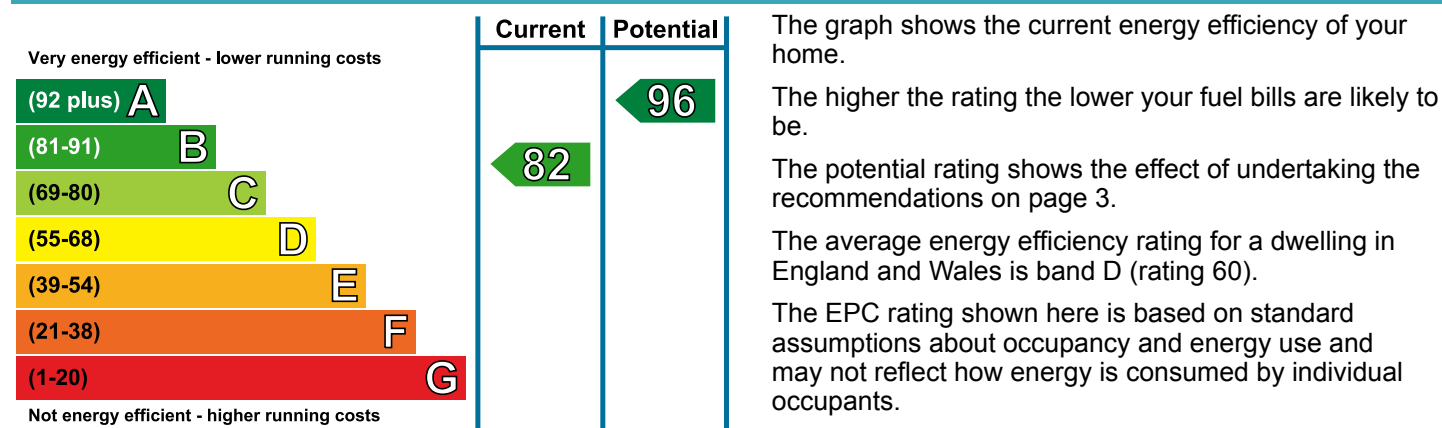 Current Potential
Very energy efficient - lower running costs
(92 plus) A
96
(81-91) B
82
(69-80) C
(55-68) D
(39-54) E
(21-38) F
(1-20) G
Not energy efficient - higher running costs
The graph shows the current energy efficiency of your
home.
The higher the rating the lower your fuel bills are likely to
be.
The potential rating shows the effect of undertaking the
recommendations on page 3.
The average energy efficiency rating for a dwelling in
England and Wales is band D (rating 60).
The EPC rating shown here is based on standard
assumptions about occupancy and energy use and
may not reflect how energy is consumed by individual
occupants.